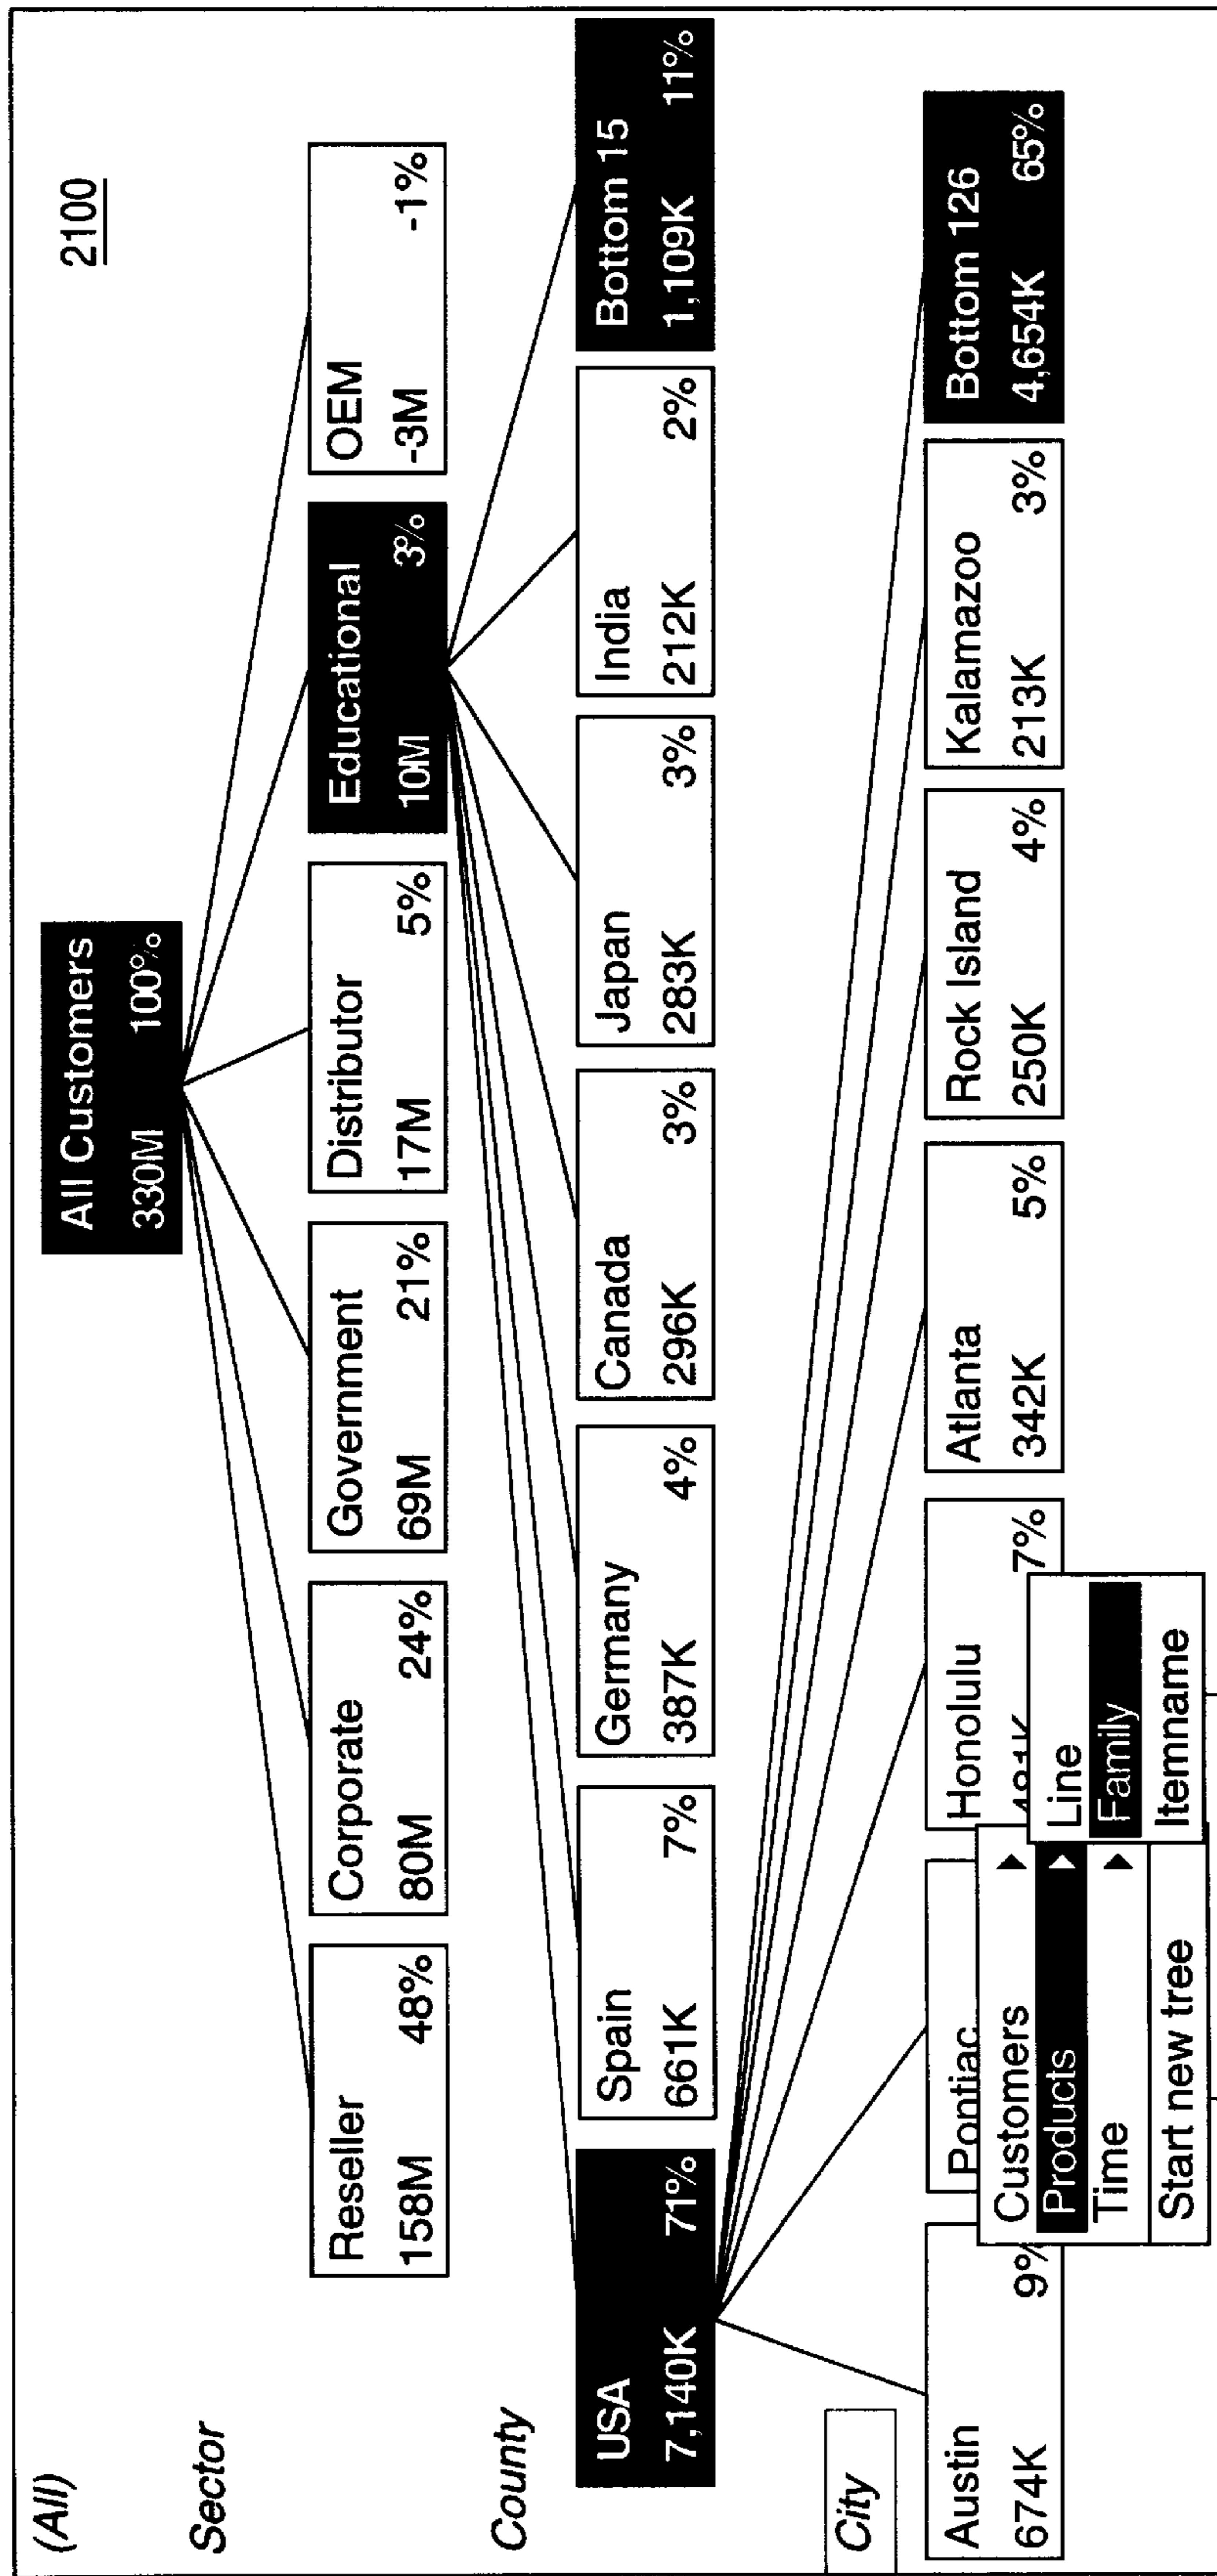 (All)
2100
All Customers
330M 100%
Sector
Reseller
158M 48%
Corporate
80M 24%
Government
69M 21%
Distributor
17M 5%
Educational
10M 3%
OEM
-3M -1%
County
USA
7,140K 71%
Spain
661K 7%
Germany
387K 4%
Canada
296K 3%
Japan
283K 3%
India
212K 2%
Bottom 15
1,109K 11%
City
Austin
674K 9%
Pontiac
Honolulu
481K 7%
Atlanta
342K 5%
Rock Island
250K 4%
Kalamazoo
213K 3%
Bottom 126
4,654K 65%
Customers
Products
Time
Start new tree
Line
Family
Itemname